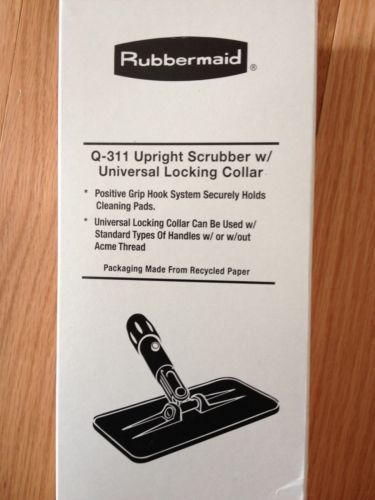 Rubbermaid®
Q-311 Upright Scrubber w/
Universal Locking Collar
* Positive Grip Hook System Securely Holds
Cleaning Pads.
* Universal Locking Collar Can Be Used w/
Standard Types Of Handles w/ or w/out
Acme Thread
Packaging Made From Recycled Paper